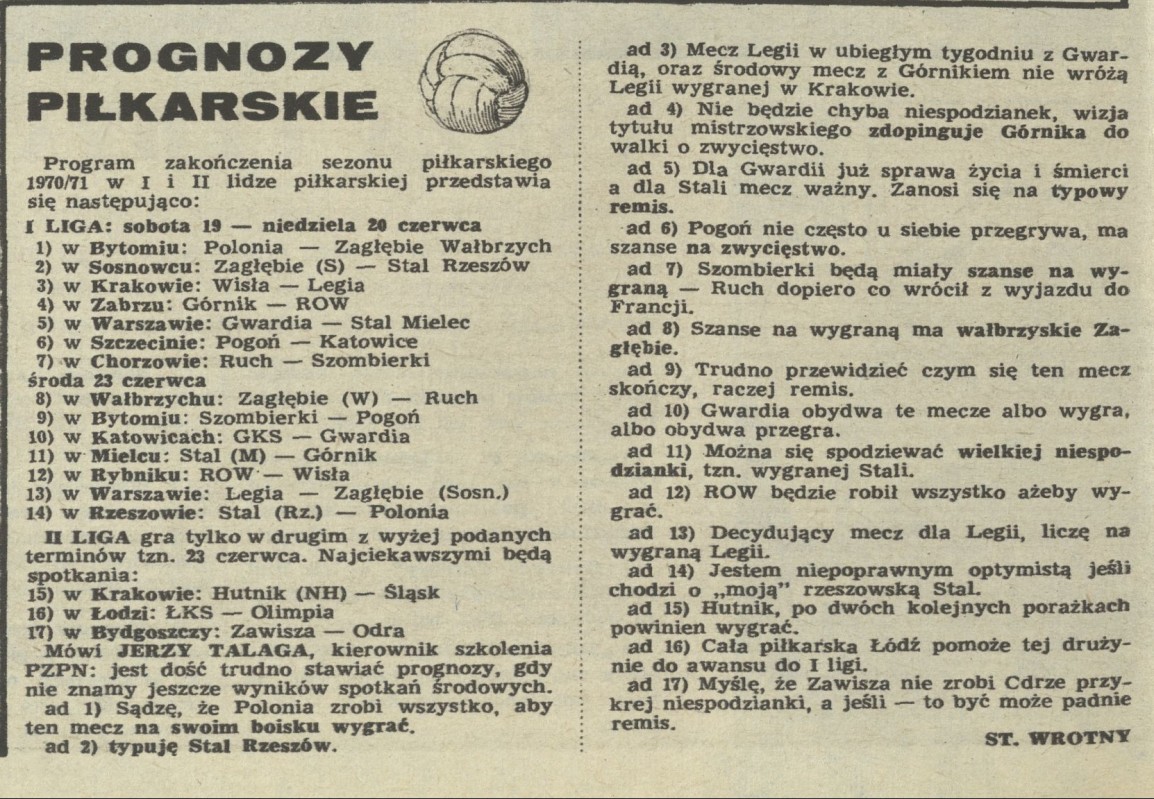 PROGNOZY
PIŁKARSKIE
Program zakończenia sezonu piłkarskiego
1970/71 w I i II lidze piłkarskiej przedstawia
się następująco:
I LIGA: sobota 19 — niedziela 20 czerwca
1) w Bytomiu: Polonia — Zagłębie Wałbrzych
2) w Sosnowcu: Zagłębie (S) — Stal Rzeszów
3) w Krakowie: Wisła — Legia
4) w Zabrzu: Górnik — ROW
5) w Warszawie: Gwardia — Stal Mielec
6) w Szczecinie: Pogoń — Katowice
7) w Chorzowie: Ruch — Szombierki
środa 23 czerwca
8) w Wałbrzychu: Zagłębie (W) — Ruch
9) w Bytomiu: Szombierki — Pogoń
10) w Katowicach: GKS — Gwardia
11) w Mielcu: Stal (M) — Górnik
12) w Rybniku: ROW — Wisła
13) w Warszawie: Legia — Zagłębie (Sosn.)
14) w Rzeszowie: Stal (Rz.) — Polonia
II LIGA gra tylko w drugim z wyżej podanych
terminów tzn. 23 czerwca. Najciekawszymi będą
spotkania:
15) w Krakowie: Hutnik (NH) — Śląsk
16) w Łodzi: ŁKS — Olimpia
17) w Bydgoszczy: Zawisza — Odra
Mówi JERZY TALAGA, kierownik szkolenia
PZPN: jest dość trudno stawiać prognozy, gdy
nie znamy jeszcze wyników spotkań środowych.
ad 1) Sądzę, że Polonia zrobi wszystko, aby
ten mecz na swoim boisku wygrać.
ad 2) typuję Stal Rzeszów.
ad 3) Mecz Legii w ubiegłym tygodniu z Gwar-
dią, oraz środowy mecz z Górnikiem nie wróżą
Legii wygranej w Krakowie.
ad 4) Nie będzie chyba niespodzianek, wizja
tytułu mistrzowskiego zdopinguje Górnika do
walki o zwycięstwo.
ad 5) Dla Gwardii już sprawa życia i śmierci
a dla Stali mecz ważny. Zanosi się na typowy
remis.
ad 6) Pogoń nie często u siebie przegrywa, ma
szanse na zwycięstwo.
ad 7) Szombierki będą miały szanse na wy-
graną — Ruch dopiero co wrócił z wyjazdu do
Francji.
ad 8) Szanse na wygraną ma wałbrzyskie Za-
głębie.
ad 9) Trudno przewidzieć czym się ten mecz
skończy, raczej remis.
ad 10) Gwardia obydwa te mecze albo wygra,
albo obydwa przegra.
ad 11) Można się spodziewać wielkiej niespo-
dzianki, tzn. wygranej Stali.
ad 12) ROW będzie robił wszystko ażeby wy-
grać.
ad 13) Decydujący mecz dla Legii, liczę na
wygraną Legii.
ad 14) Jestem niepoprawnym optymistą jeśli
chodzi o „moją” rzeszowską Stal.
ad 15) Hutnik, po dwóch kolejnych porażkach
powinien wygrać.
ad 16) Cała piłkarska Łódź pomoże tej druży-
nie do awansu do I ligi.
ad 17) Myślę, że Zawisza nie zrobi Cdrze przy-
krej niespodzianki, a jeśli — to być może padnie
remis.
ST. WROTNY